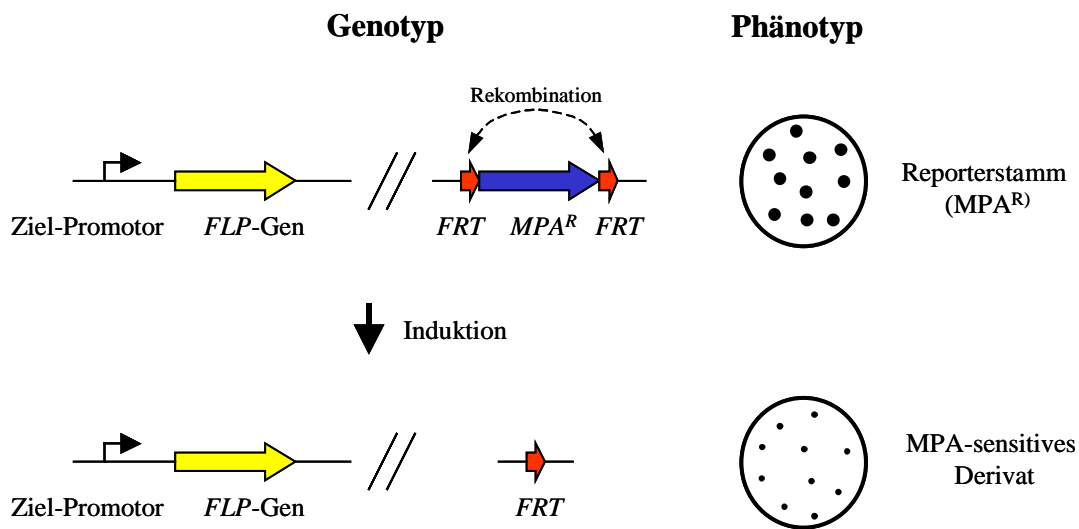 Genotyp Phänotyp
Rekombination
Reporterstamm
(MPA^R)
Ziel-Promotor FLP-Gen FRT MPA^R FRT
Induktion
MPA-sensitives
Derivat
Ziel-Promotor FLP-Gen FRT